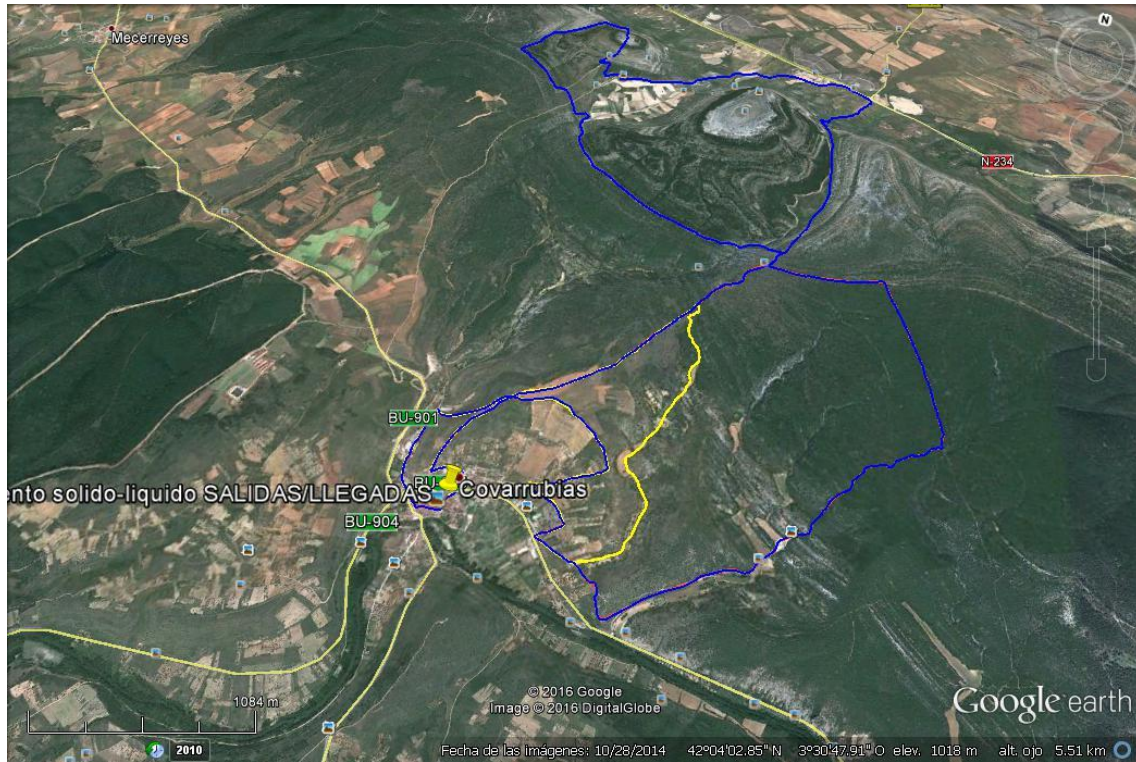 Mecerreyes
N
N-234
BU-901
BU-
ento solido-liquido SALIDAS/LLEGADAS
Covarrubias
BU-904
1084 m
© 2016 Google
Image © 2016 DigitalGlobe
Google earth
2010
Fecha de las imágenes: 10/28/2014 42°04'02.85" N 3°30'47.91" O elev. 1018 m alt. ojo 5.51 km